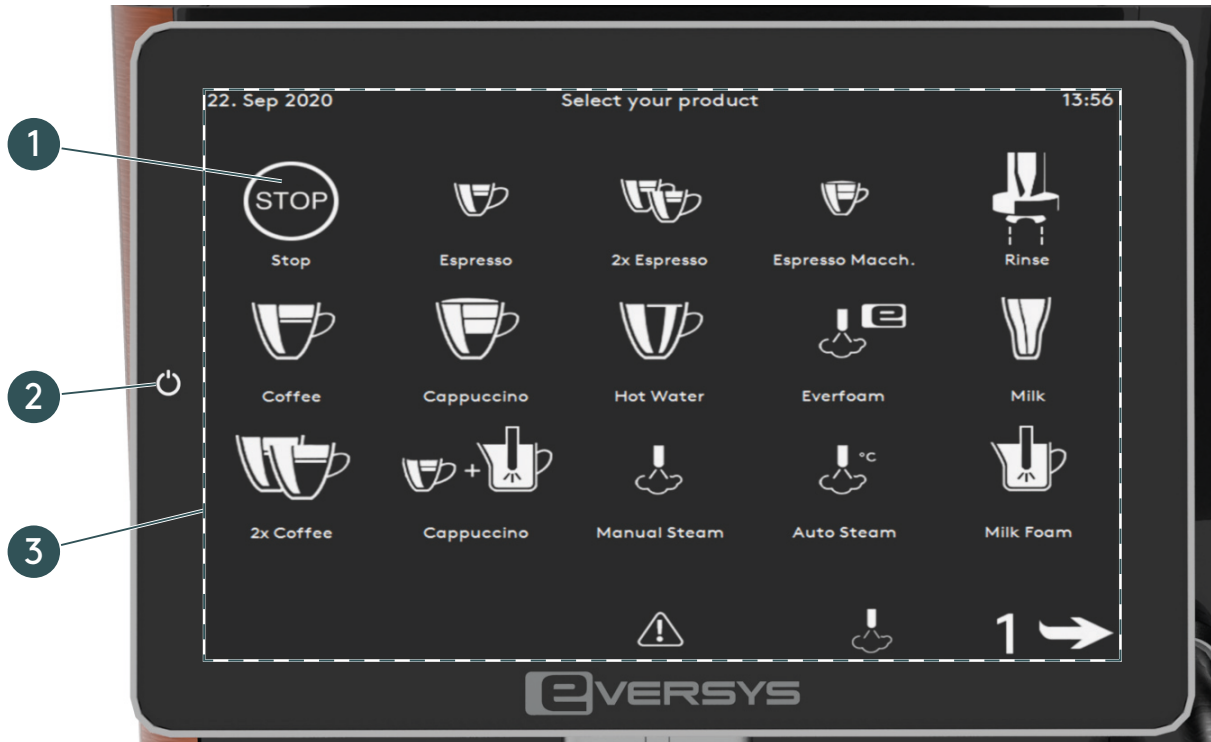 22. Sep 2020 Select your product 13:56
1
STOP
Stop Espresso 2x Espresso Espresso Macch. Rinse
e
2
Coffee Cappuccino Hot Water Everfoam Milk
+ °C
3
2x Coffee Cappuccino Manual Steam Auto Steam Milk Foam
! 1
eVERSYS